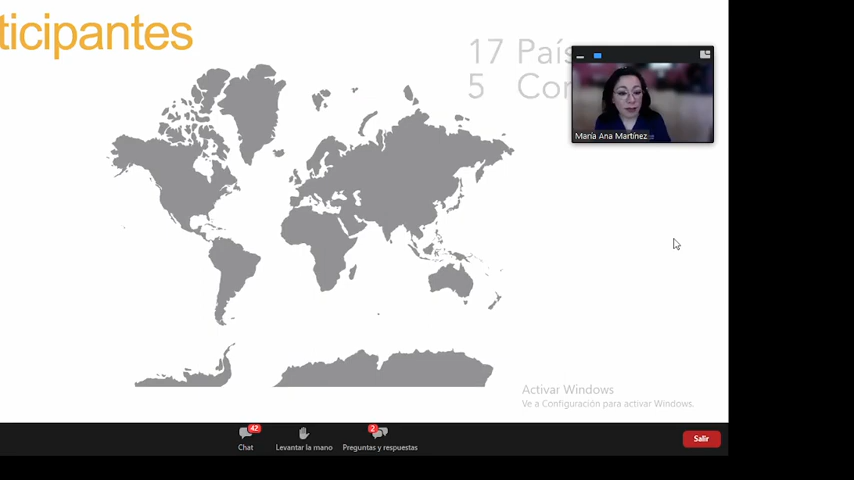 ticipantes
17 País
5 Con
María Ana Martínez
Activar Windows
Ve a Configuración para activar Windows.
42
2
Chat
Levantar la mano
Preguntas y respuestas
Salir